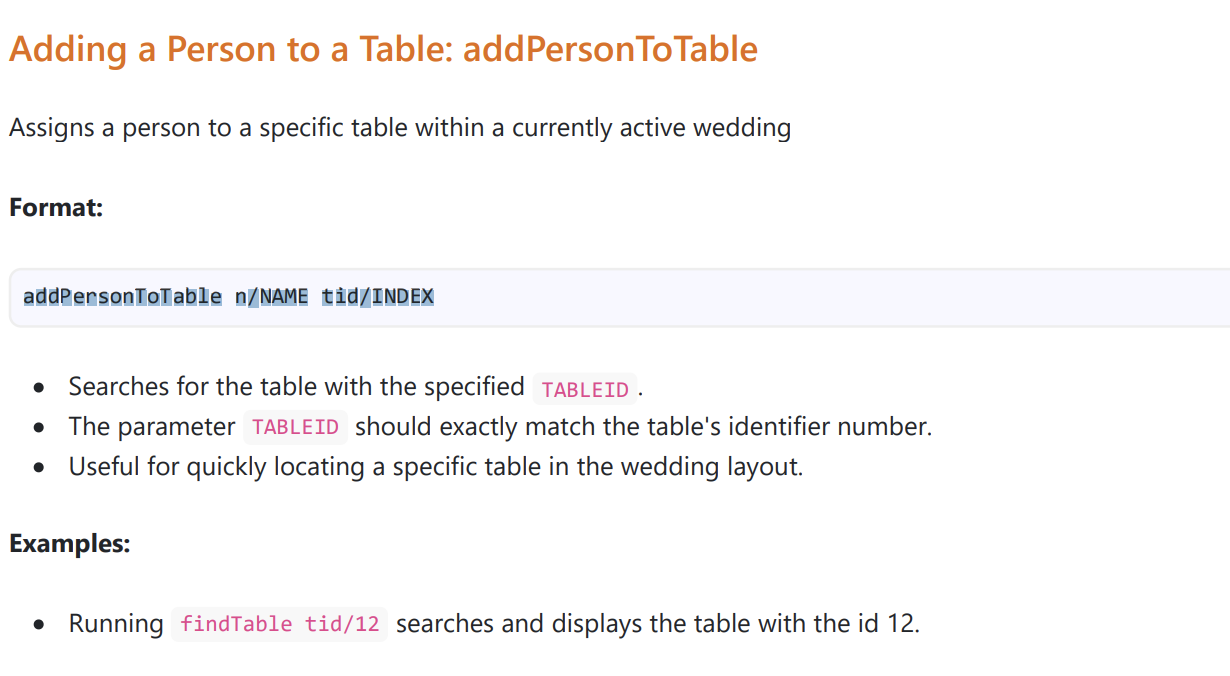 Adding a Person to a Table: addPersonToTable
Assigns a person to a specific table within a currently active wedding
Format:
addPersonToTable n/NAME tid/INDEX
Searches for the table with the specified TABLEID.
The parameter TABLEID should exactly match the table's identifier number.
Useful for quickly locating a specific table in the wedding layout.
Examples:
Running findTable tid/12 searches and displays the table with the id 12.